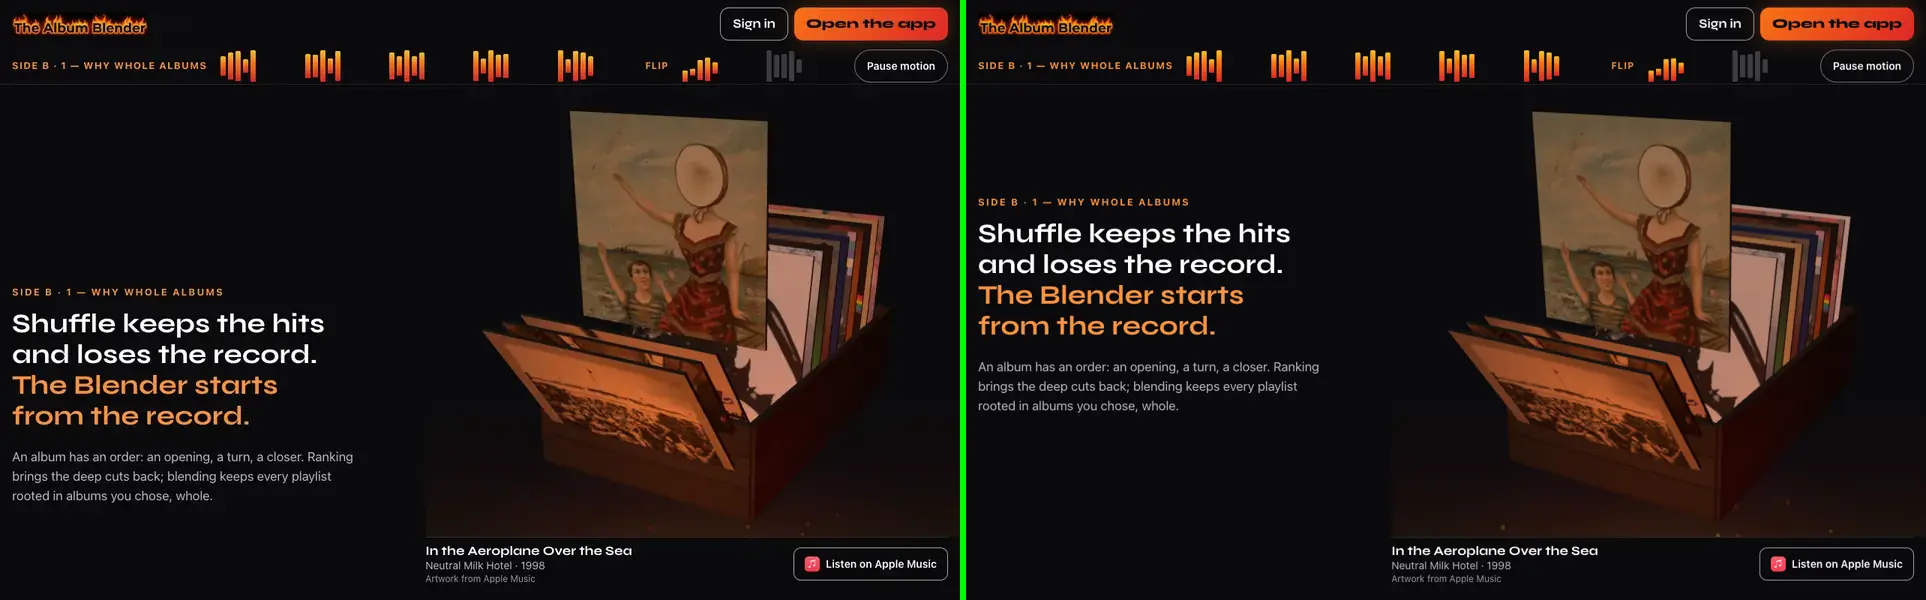 The Album Blender
Sign in
Open the app
SIDE B · 1 — WHY WHOLE ALBUMS
FLIP
Pause motion
SIDE B · 1 — WHY WHOLE ALBUMS
Shuffle keeps the hits
and loses the record.
The Blender starts
from the record.
An album has an order: an opening, a turn, a closer. Ranking
brings the deep cuts back; blending keeps every playlist
rooted in albums you chose, whole.
In the Aeroplane Over the Sea
Neutral Milk Hotel · 1998
Artwork from Apple Music
Listen on Apple Music
The Album Blender
Sign in
Open the app
SIDE B · 1 — WHY WHOLE ALBUMS
FLIP
Pause motion
SIDE B · 1 — WHY WHOLE ALBUMS
Shuffle keeps the hits
and loses the record.
The Blender starts
from the record.
An album has an order: an opening, a turn, a closer. Ranking
brings the deep cuts back; blending keeps every playlist
rooted in albums you chose, whole.
In the Aeroplane Over the Sea
Neutral Milk Hotel · 1998
Artwork from Apple Music
Listen on Apple Music